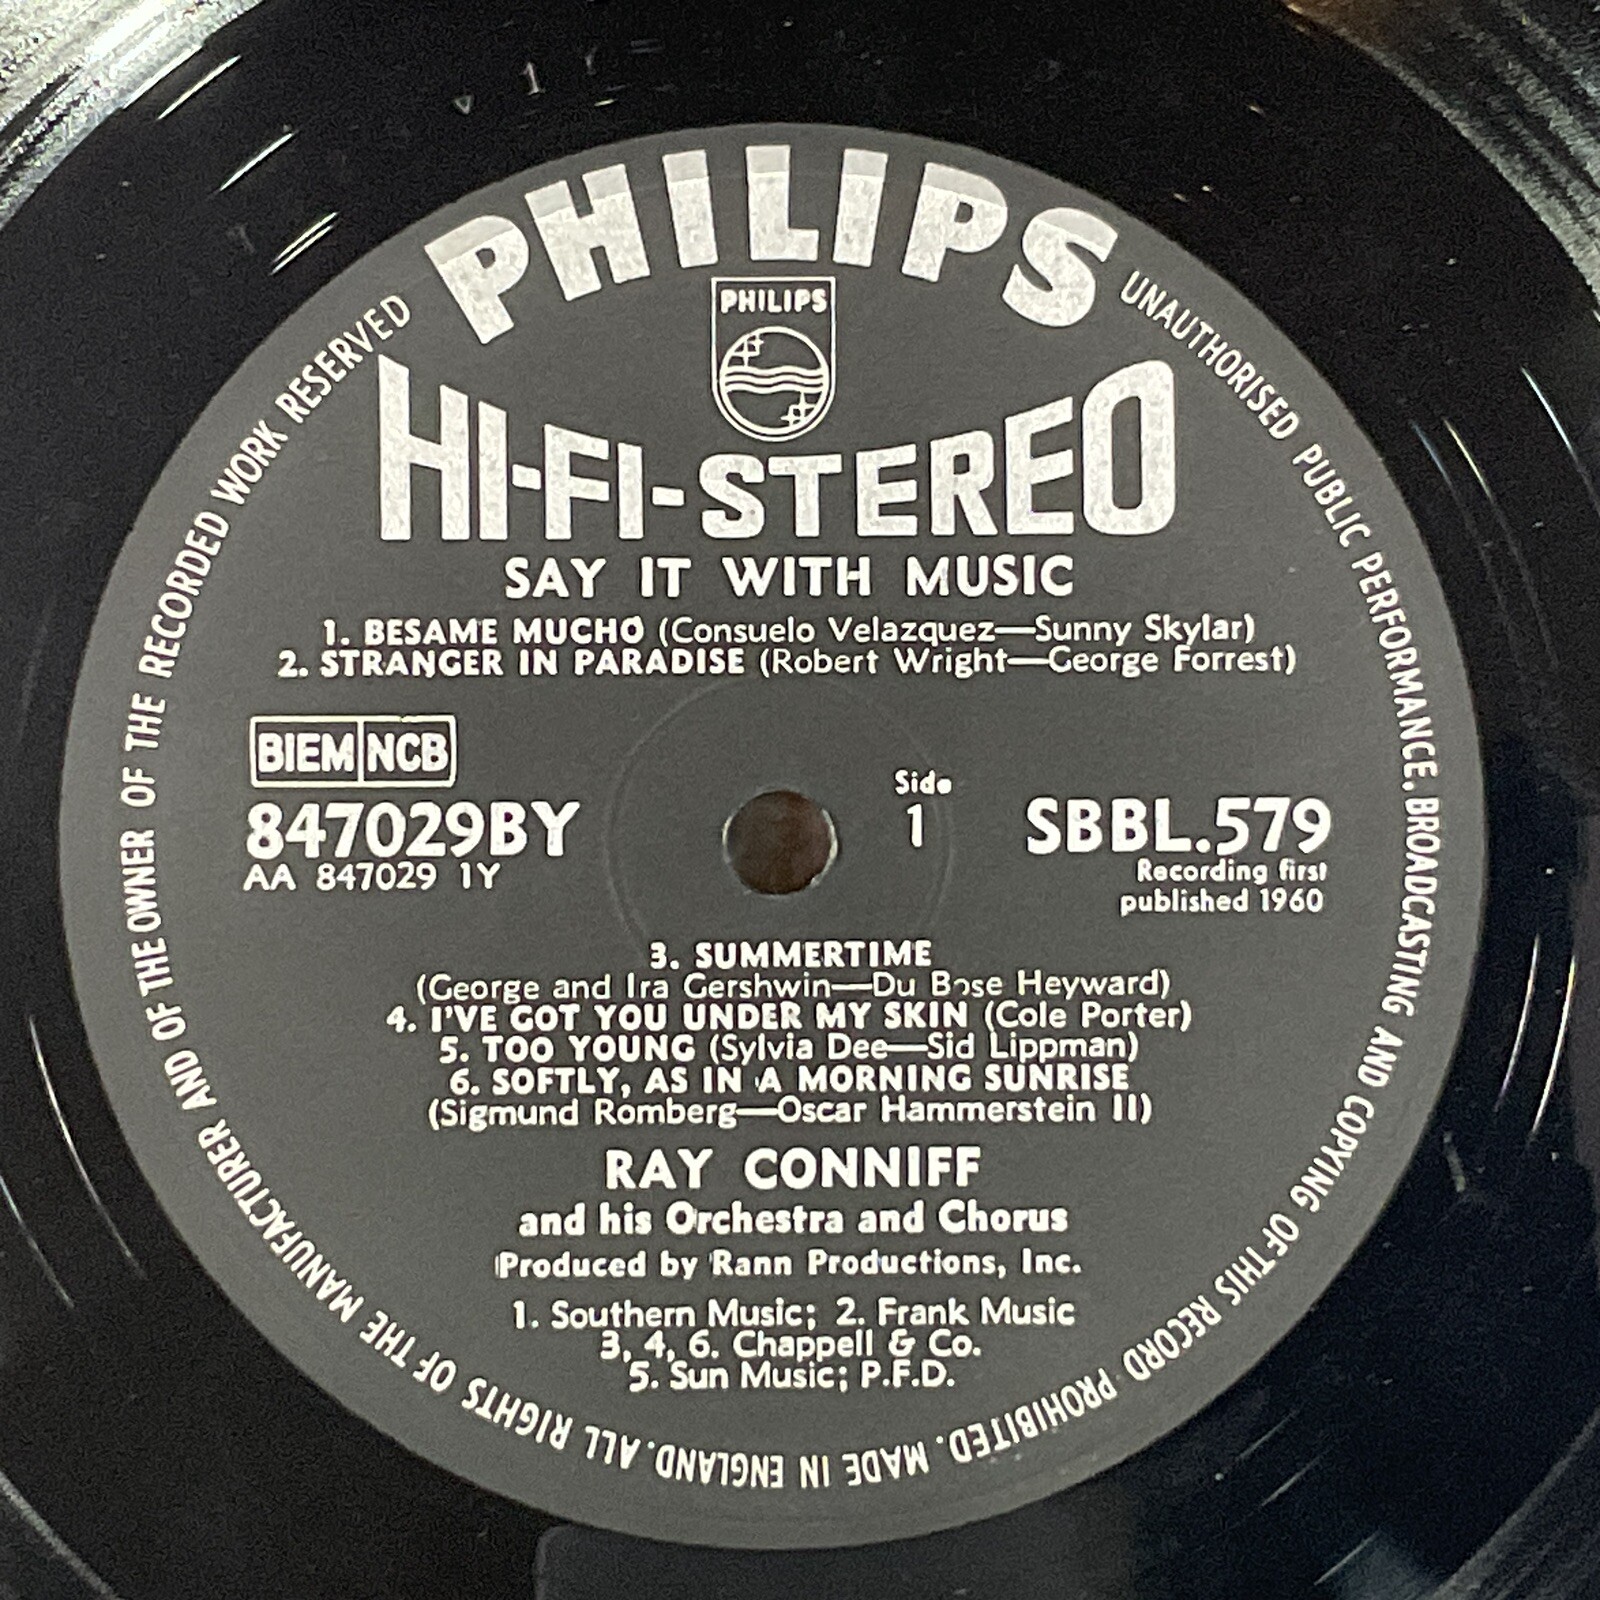 PHILIPS
PHILIPS
HI-FI-STEREO
SAY IT WITH MUSIC
1. BESAME MUCHO (Consuelo Velazquez—Sunny Skylar)
2. STRANGER IN PARADISE (Robert Wright—George Forrest)
BIEM NCB
847029BY
AA 847029 1Y
Side
1
SBBL.579
Recording first
published 1960
3. SUMMERTIME
(George and Ira Gershwin—Du Bose Heyward)
4. I'VE GOT YOU UNDER MY SKIN (Cole Porter)
5. TOO YOUNG (Sylvia Dee—Sid Lippman)
6. SOFTLY, AS IN A MORNING SUNRISE
(Sigmund Romberg—Oscar Hammerstein II)
RAY CONNIFF
and his Orchestra and Chorus
Produced by Rann Productions, Inc.
1. Southern Music; 2. Frank Music
3, 4, 6. Chappell & Co.
5. Sun Music; P.F.D.
ALL RIGHTS OF THE MANUFACTURER AND OF THE OWNER OF THE RECORDED WORK RESERVED
UNAUTHORISED PUBLIC PERFORMANCE. BROADCASTING AND COPYING OF THIS RECORD PROHIBITED. MADE IN ENGLAND.